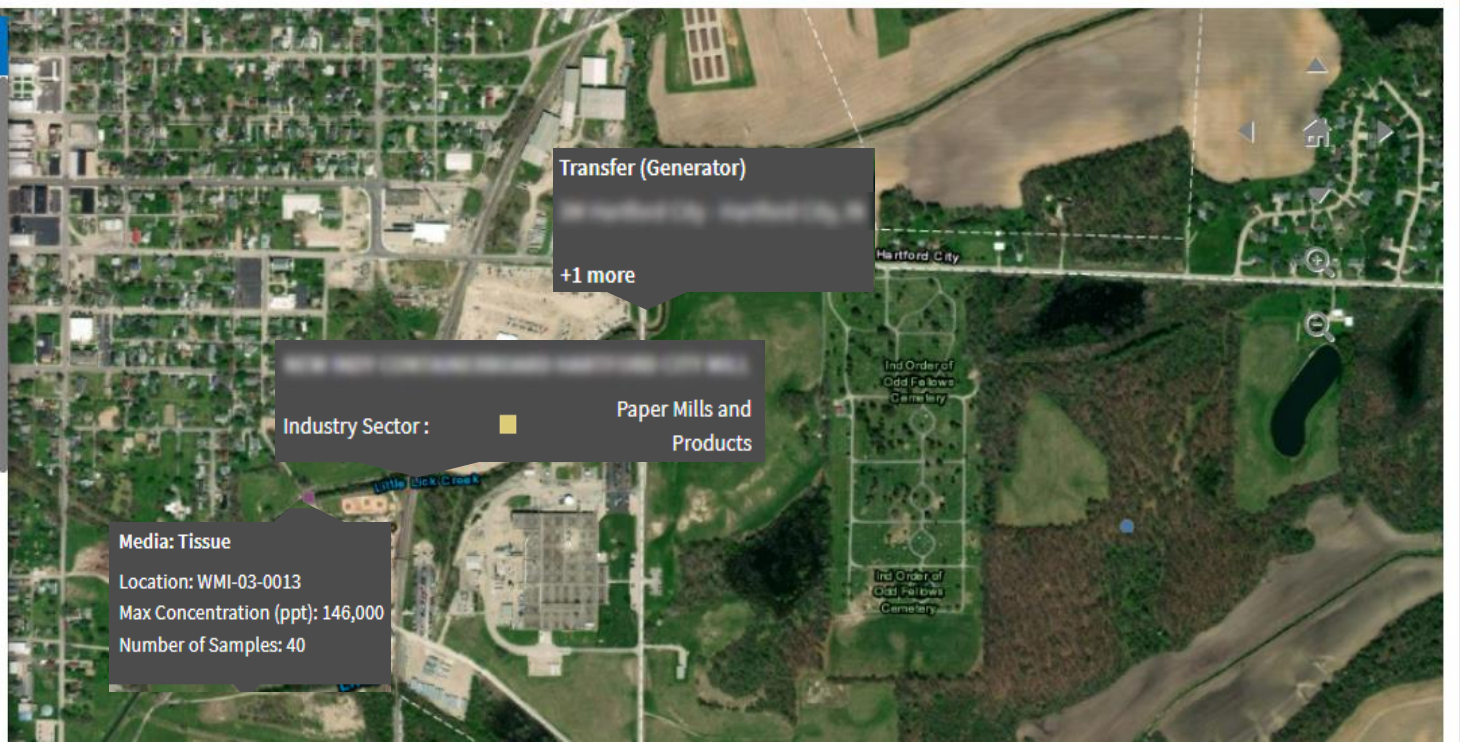 Transfer (Generator)
+1 more
Hartford City
Ind Order of
Odd Fellows
Cemetery
Industry Sector :
Paper Mills and
Products
Little Lick Creek
Media: Tissue
Location: WMI-03-0013
Max Concentration (ppt): 146,000
Number of Samples: 40
Ind Order of
Odd Fellows
Cemetery